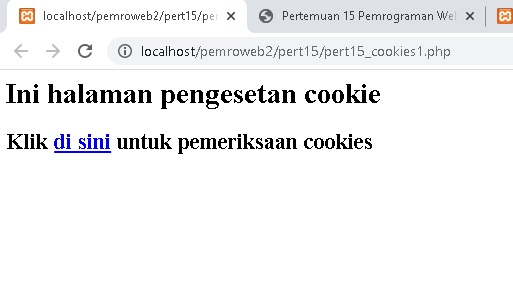 localhost/pemroweb2/pert15/per
Pertemuan 15 Pemrograman Web
localhost/pemroweb2/pert15/pert15_cookies1.php
Ini halaman pengesetan cookie
Klik di sini untuk pemeriksaan cookies